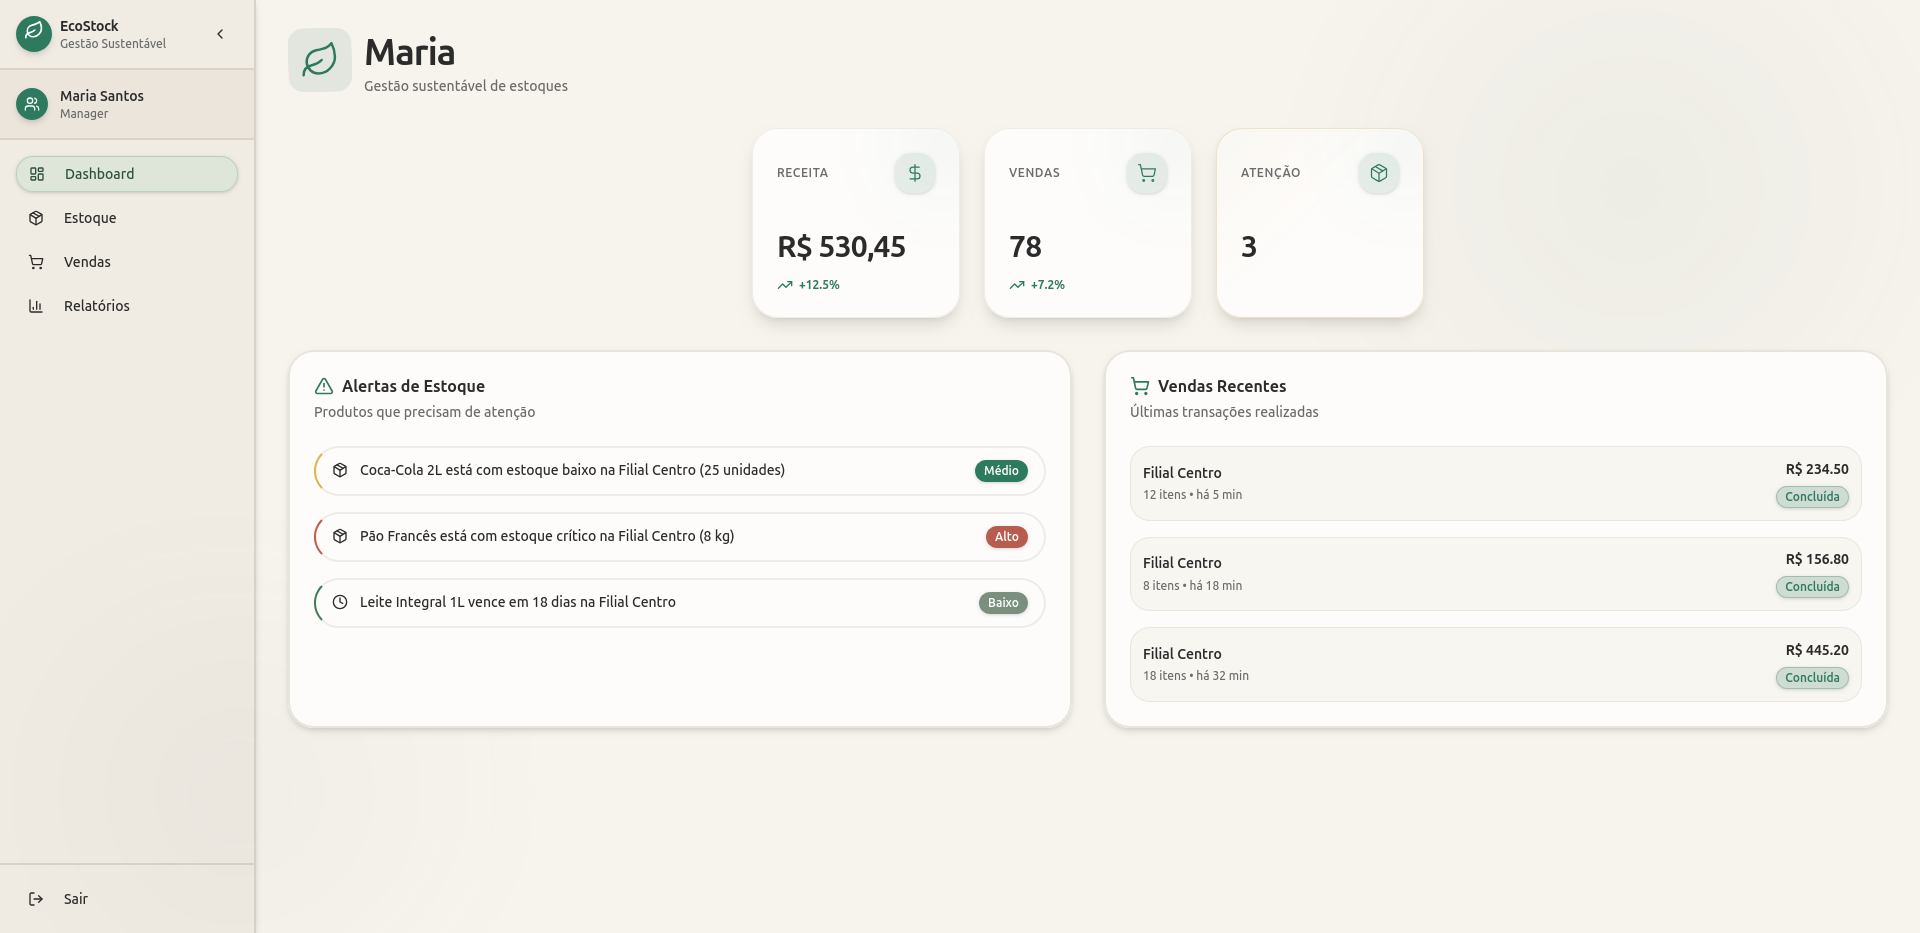 EcoStock
Gestão Sustentável
Maria Santos
Manager
Dashboard
Estoque
Vendas
Relatórios
Sair
Maria
Gestão sustentável de estoques
RECEITA
R$ 530,45
+12.5%
VENDAS
78
+7.2%
ATENÇÃO
3
Alertas de Estoque
Produtos que precisam de atenção
Coca-Cola 2L está com estoque baixo na Filial Centro (25 unidades)
Médio
Pão Francês está com estoque crítico na Filial Centro (8 kg)
Alto
Leite Integral 1L vence em 18 dias na Filial Centro
Baixo
Vendas Recentes
Últimas transações realizadas
Filial Centro
12 itens • há 5 min
R$ 234.50
Concluída
Filial Centro
8 itens • há 18 min
R$ 156.80
Concluída
Filial Centro
18 itens • há 32 min
R$ 445.20
Concluída